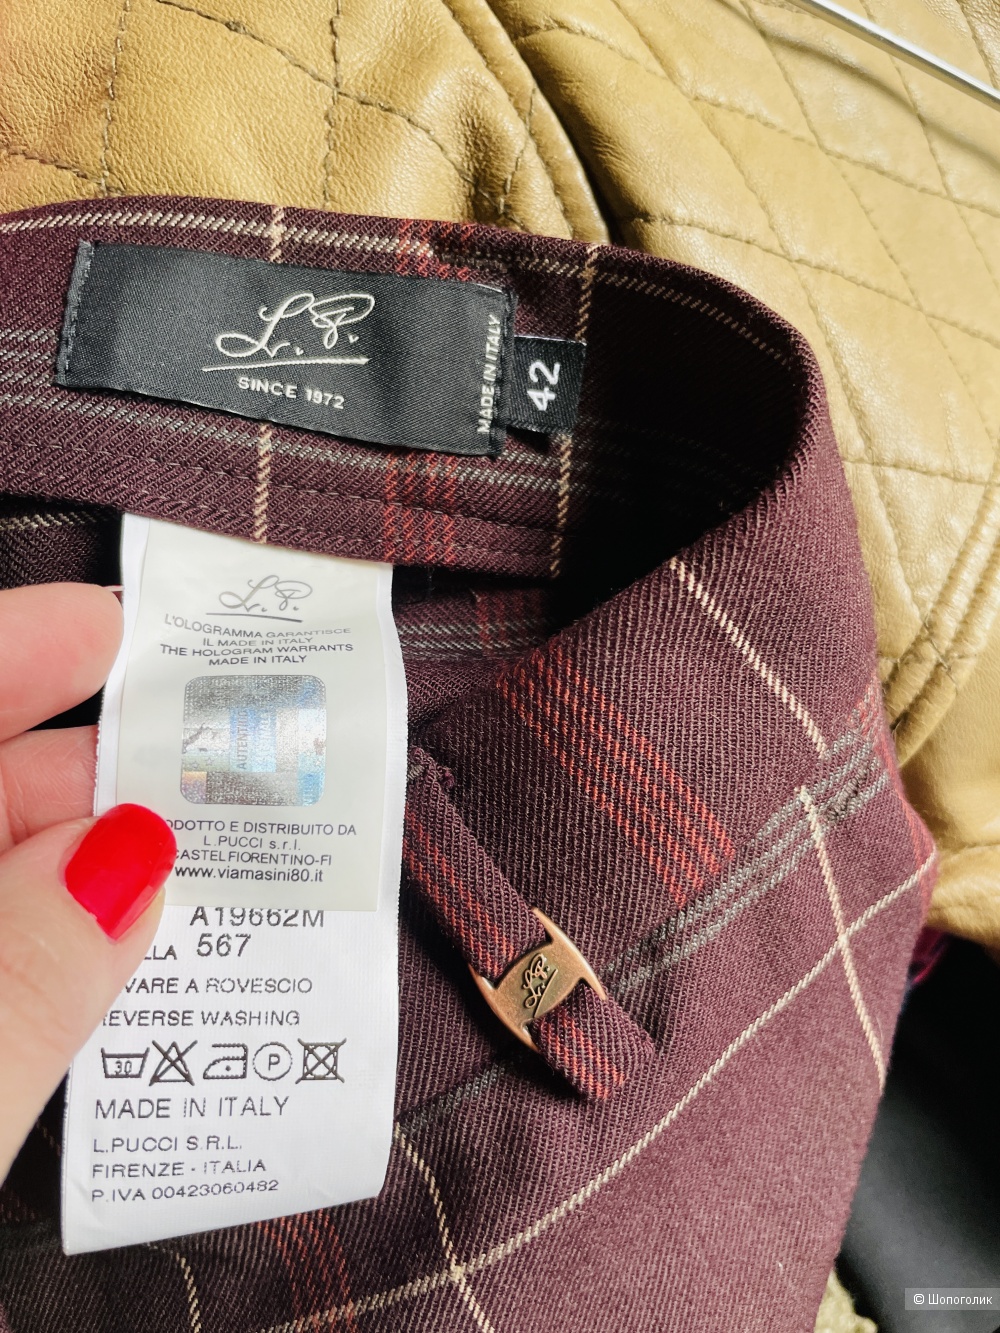 L.P.
SINCE 1972
MADE IN ITALY
42
L.P.
L'OLOGRAMMA GARANTISCE
IL MADE IN ITALY
THE HOLOGRAM WARRANTS
MADE IN ITALY
ODOTTO E DISTRIBUITO DA
L.PUCCI s.r.l.
CASTELFIORENTINO-FI
www.viamasini80.it
A19662M
LLA 567
VARE A ROVESCIO
REVERSE WASHING
30 P
MADE IN ITALY
L.PUCCI S.R.L.
FIRENZE - ITALIA
P.IVA 00423060482
L.P.
© Шопоголик